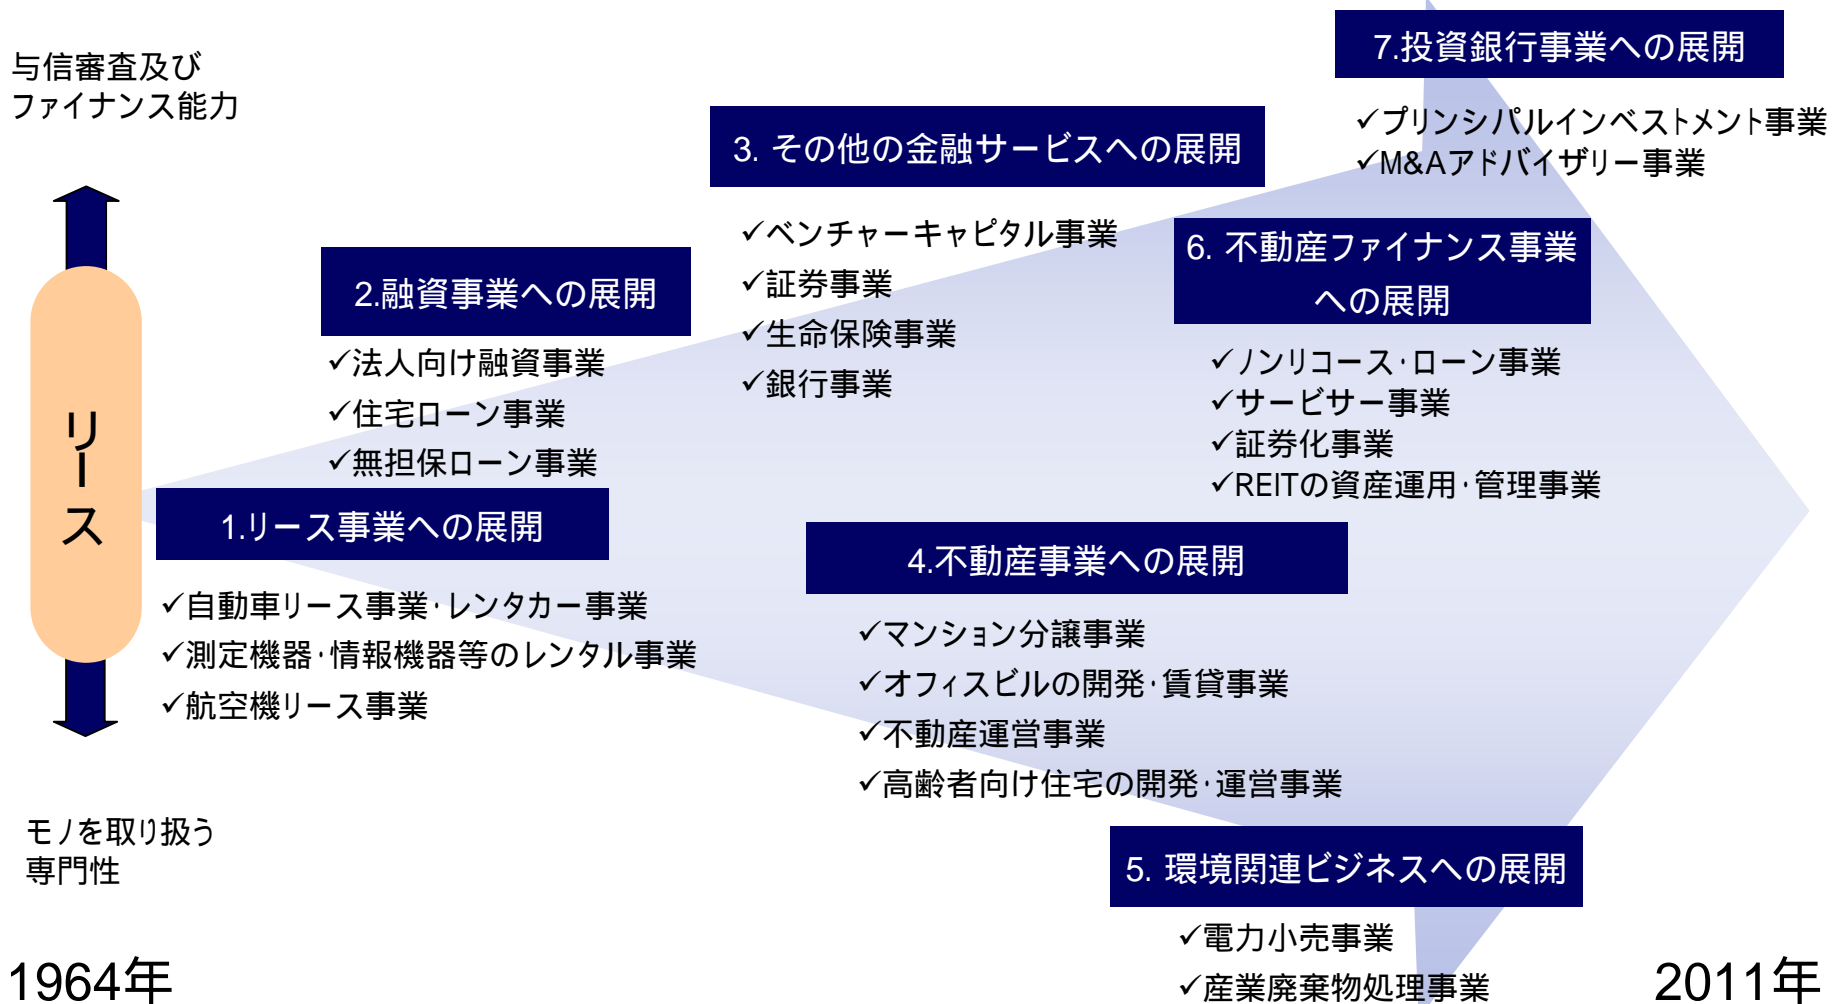 与信審査及び
ファイナンス能力
リース
モノを取り扱う
専門性
1964年
2.融資事業への展開
✓法人向け融資事業
✓住宅ローン事業
✓無担保ローン事業
1.リース事業への展開
✓自動車リース事業・レンタカー事業
✓測定機器・情報機器等のレンタル事業
✓航空機リース事業
3. その他の金融サービスへの展開
✓ベンチャーキャピタル事業
✓証券事業
✓生命保険事業
✓銀行事業
4.不動産事業への展開
✓マンション分譲事業
✓オフィスビルの開発・賃貸事業
✓不動産運営事業
✓高齢者向け住宅の開発・運営事業
5. 環境関連ビジネスへの展開
✓電力小売事業
✓産業廃棄物処理事業
7.投資銀行事業への展開
✓プリンシパルインベストメント事業
✓M&Aアドバイザリー事業
6. 不動産ファイナンス事業
への展開
✓ノンリコース・ローン事業
✓サービサー事業
✓証券化事業
✓REITの資産運用・管理事業
2011年